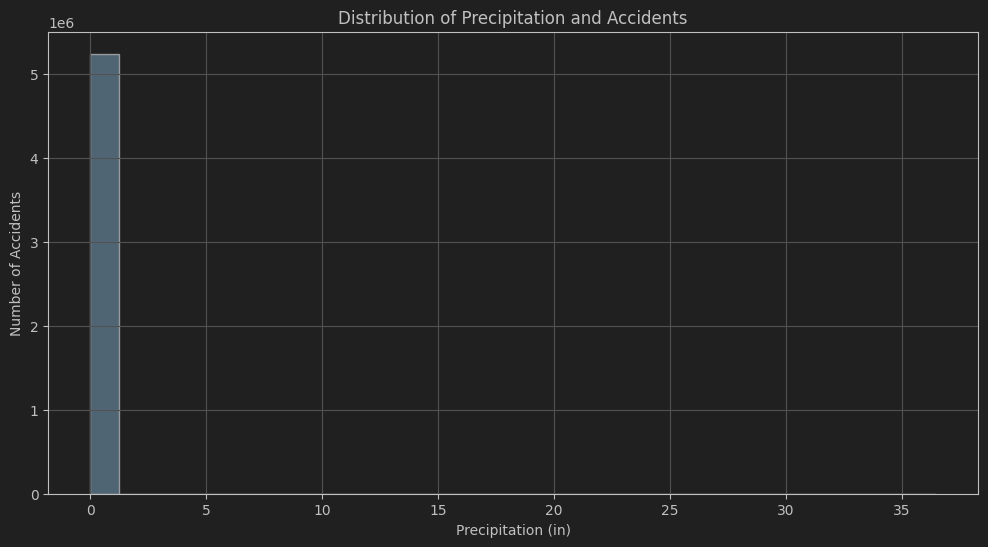 Distribution of Precipitation and Accidents
1e6
5
4
3
2
1
0
Number of Accidents
0 5 10 15 20 25 30 35
Precipitation (in)